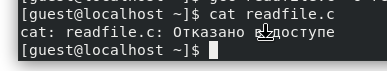 [guest@localhost ~]$ cat readfile.c
cat: readfile.c: Отказано в доступе
[guest@localhost ~]$